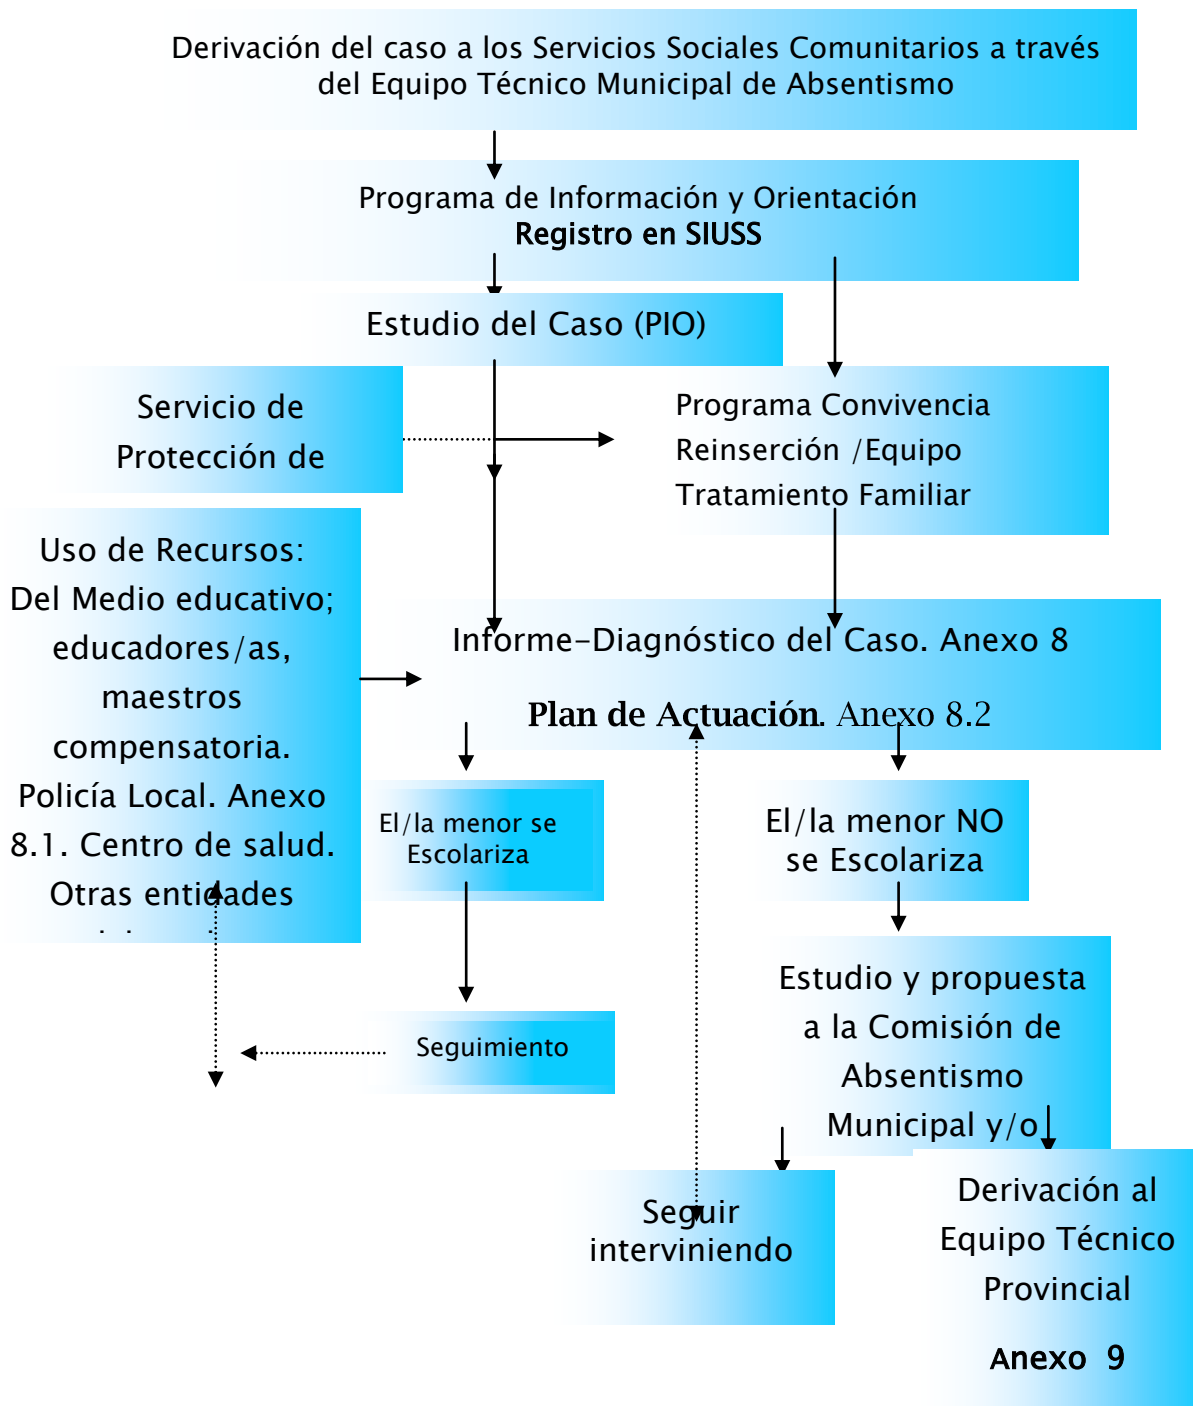 Derivación del caso a los Servicios Sociales Comunitarios a través
del Equipo Técnico Municipal de Absentismo
Programa de Información y Orientación
Registro en SIUSS
Estudio del Caso (PIO)
Servicio de
Protección de
Programa Convivencia
Reinserción /Equipo
Tratamiento Familiar
Uso de Recursos:
Del Medio educativo;
educadores/as,
maestros
compensatoria.
Policía Local. Anexo
8.1. Centro de salud.
Otras entidades
Informe-Diagnóstico del Caso. Anexo 8
Plan de Actuación. Anexo 8.2
El/la menor se
Escolariza
El/la menor NO
se Escolariza
Seguimiento
Estudio y propuesta
a la Comisión de
Absentismo
Municipal y/o
Seguir
interviniendo
Derivación al
Equipo Técnico
Provincial
Anexo 9